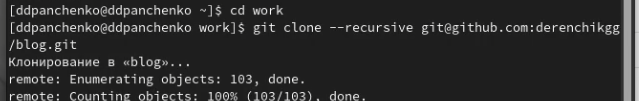 [ddpanchenko@ddpanchenko ~]$ cd work
[ddpanchenko@ddpanchenko work]$ git clone --recursive git@github.com:derenchikgg
/blog.git
Клонирование в «blog»...
remote: Enumerating objects: 103, done.
remote: Counting objects: 100% (103/103), done.